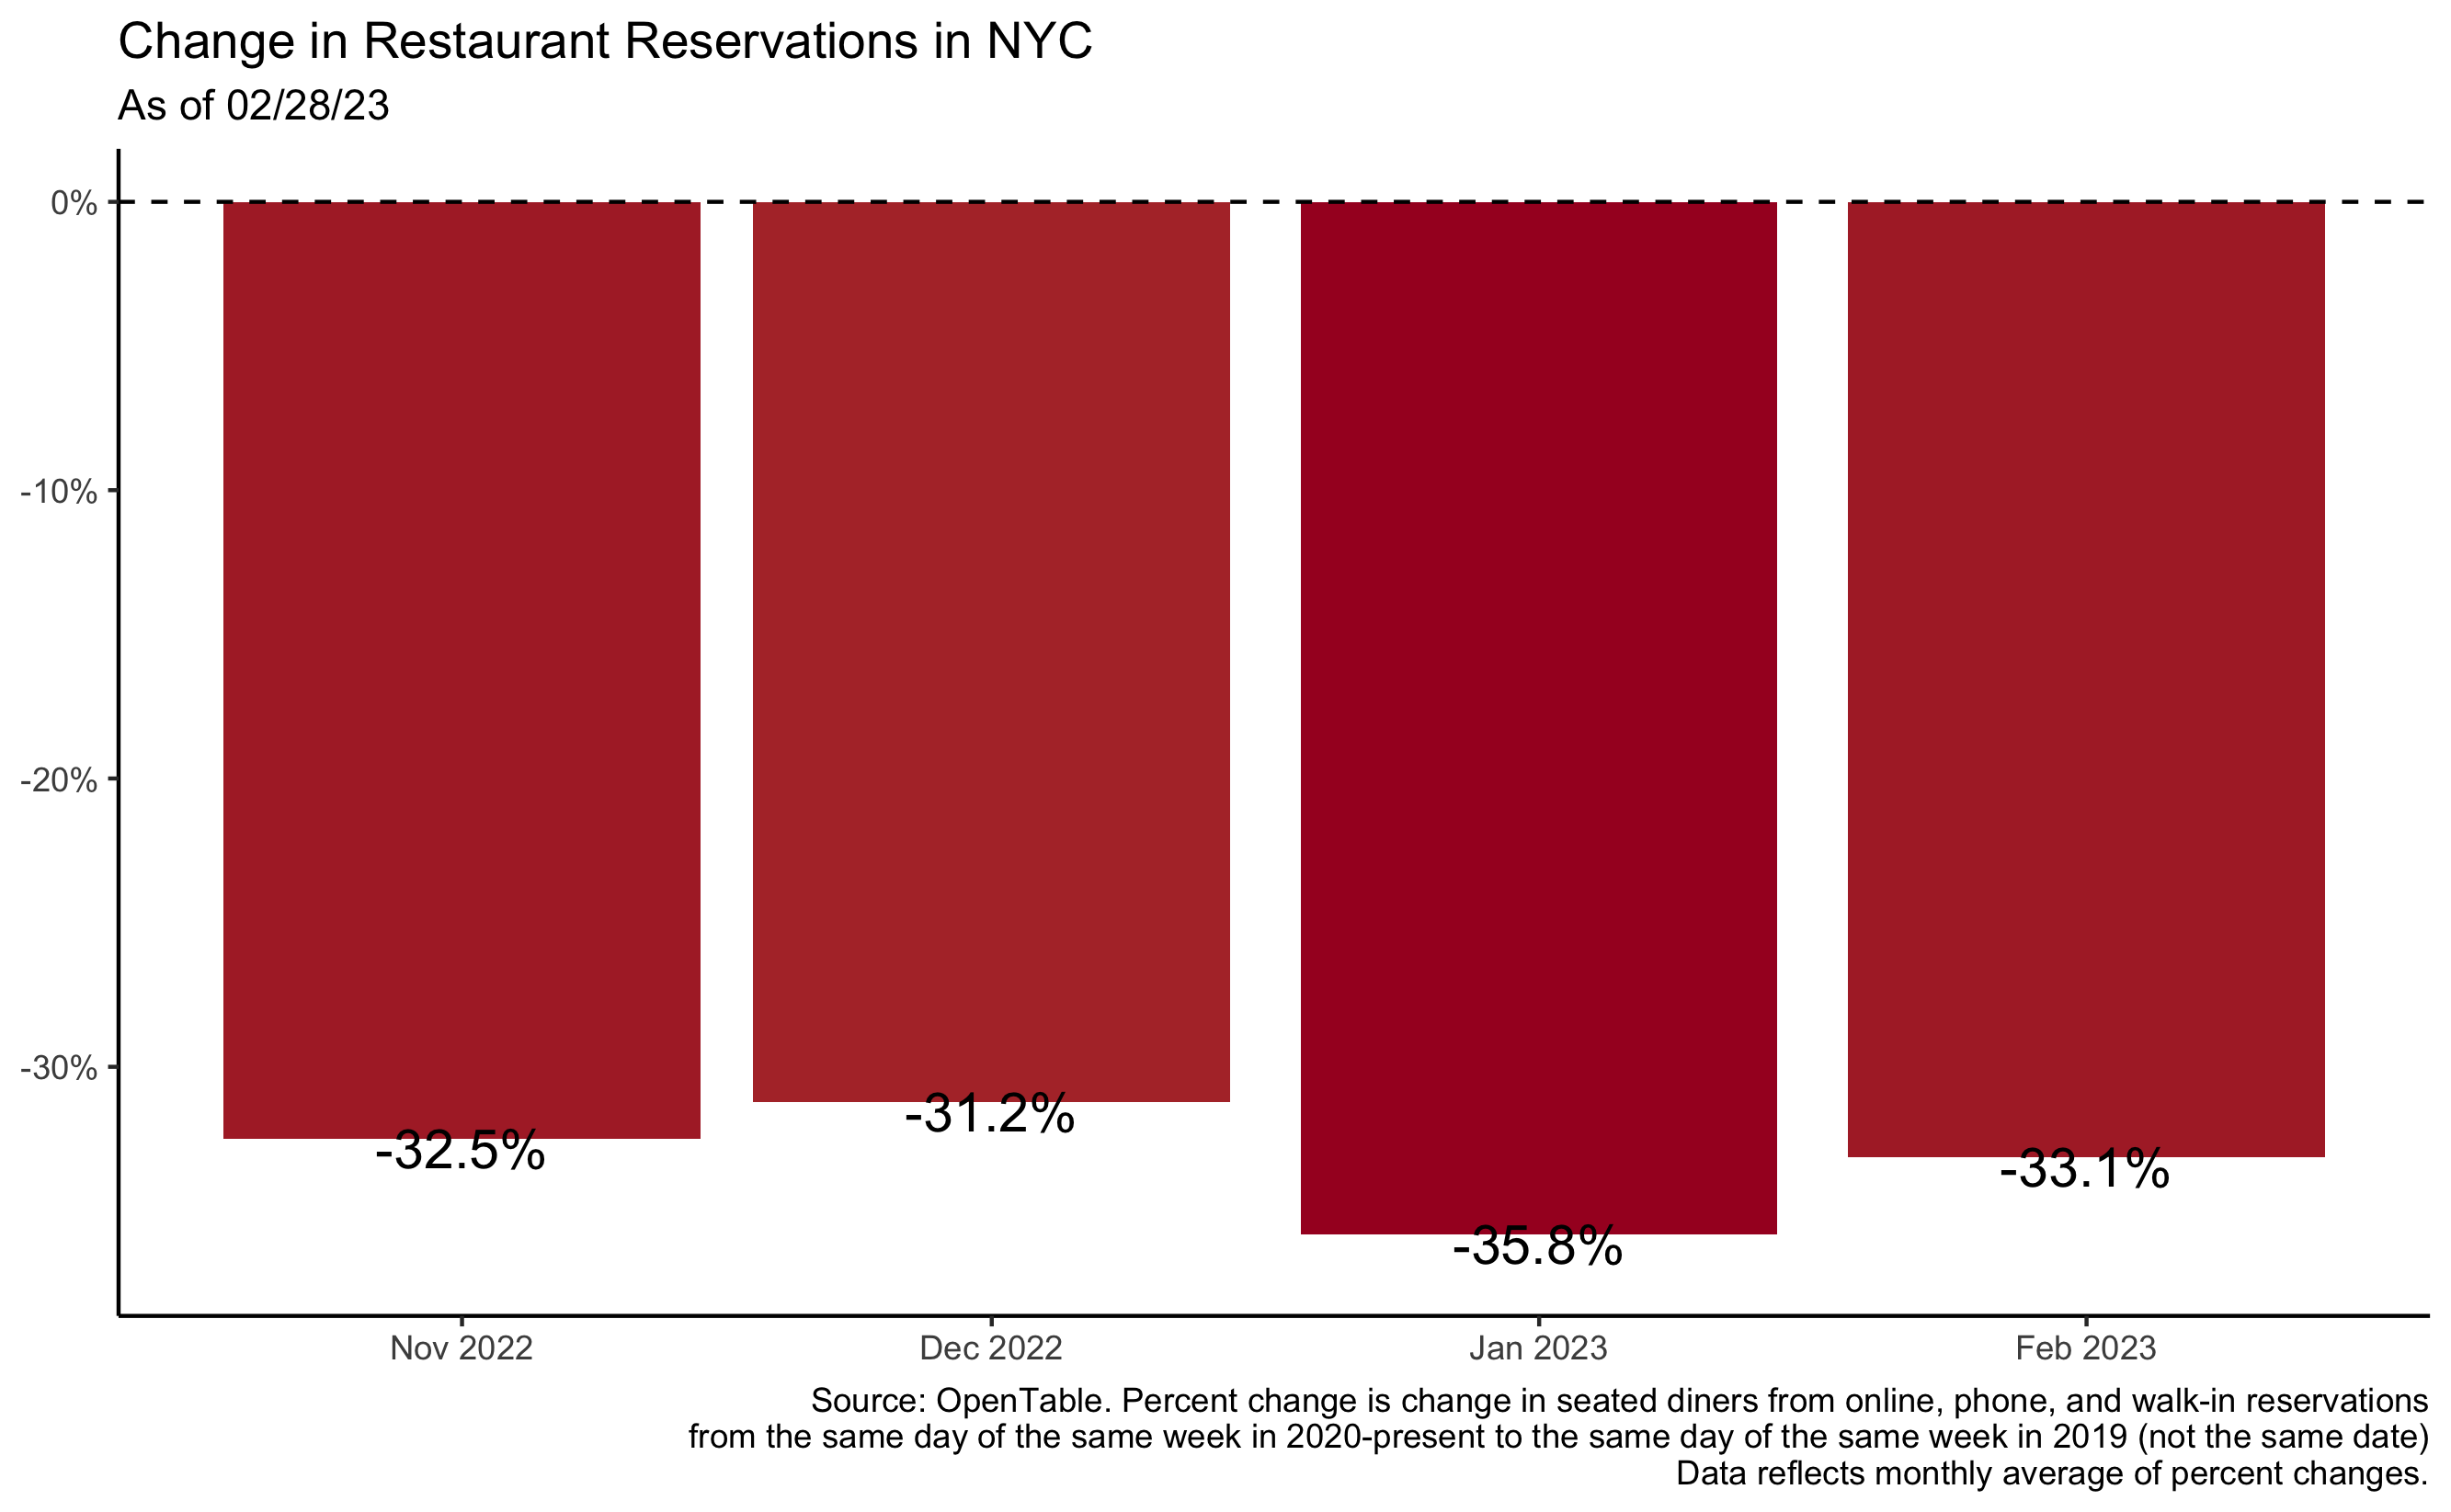 Change in Restaurant Reservations in NYC
As of 02/28/23
0%
-10%
-20%
-30%
-32.5%
-31.2%
-35.8%
-33.1%
Nov 2022
Dec 2022
Jan 2023
Feb 2023
Source: OpenTable. Percent change is change in seated diners from online, phone, and walk-in reservations
from the same day of the same week in 2020-present to the same day of the same week in 2019 (not the same date)
Data reflects monthly average of percent changes.